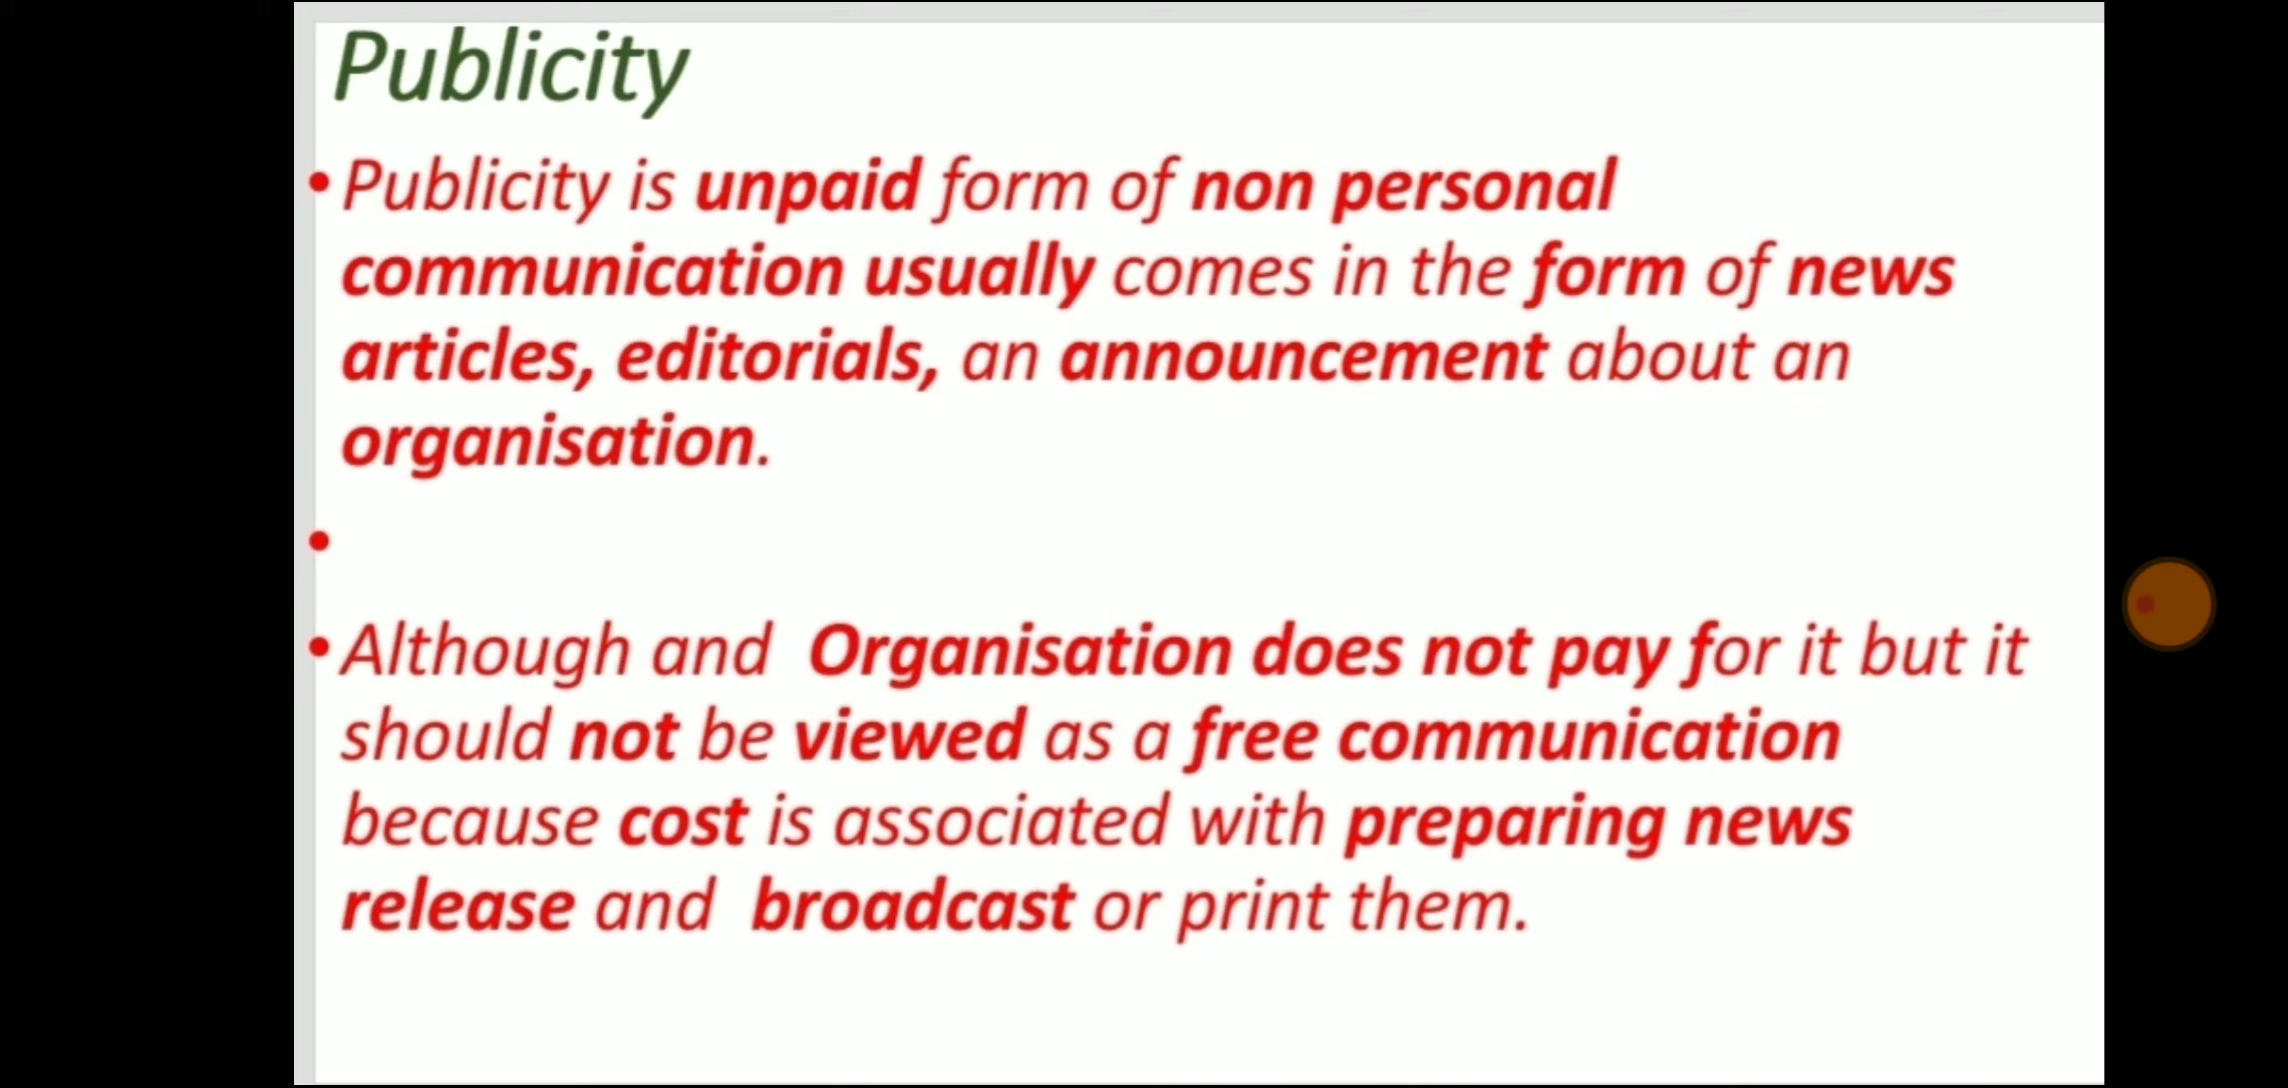 Publicity
• Publicity is unpaid form of non personal
communication usually comes in the form of news
articles, editorials, an announcement about an
organisation.
•
• Although and  Organisation does not pay for it but it
should not be viewed as a free communication
because cost is associated with preparing news
release and  broadcast or print them.